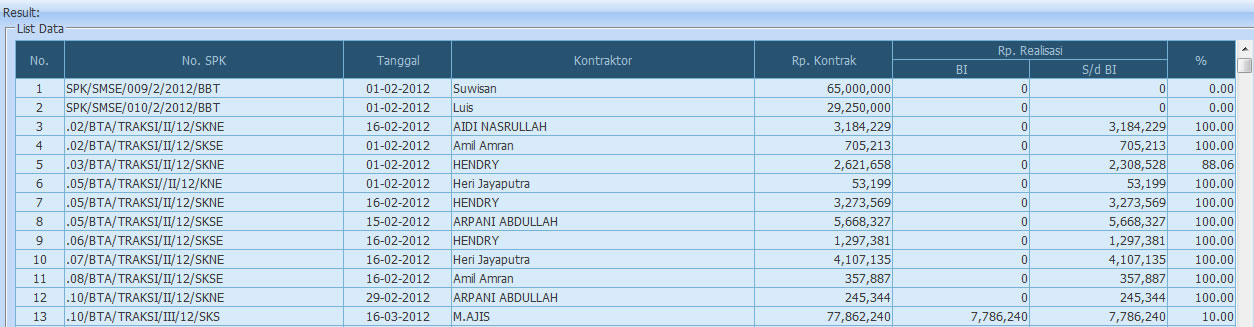 Result:
List Data
No. No. SPK Tanggal Kontraktor Rp. Kontrak Rp. Realisasi %
BI S/d BI
1 SPK/SMSE/009/2/2012/BBT 01-02-2012 Suwisan 65,000,000 0 0 0.00
2 SPK/SMSE/010/2/2012/BBT 01-02-2012 Luis 29,250,000 0 0 0.00
3 .02/BTA/TRAKSI/II/12/SKNE 16-02-2012 AIDI NASRULLAH 3,184,229 0 3,184,229 100.00
4 .02/BTA/TRAKSI/II/12/SKSE 01-02-2012 Amil Amran 705,213 0 705,213 100.00
5 .03/BTA/TRAKSI/II/12/SKNE 01-02-2012 HENDRY 2,621,658 0 2,308,528 88.06
6 .05/BTA/TRAKSI//II/12/KNE 01-02-2012 Heri Jayaputra 53,199 0 53,199 100.00
7 .05/BTA/TRAKSI/II/12/SKNE 16-02-2012 HENDRY 3,273,569 0 3,273,569 100.00
8 .05/BTA/TRAKSI/II/12/SKSE 15-02-2012 ARPANI ABDULLAH 5,668,327 0 5,668,327 100.00
9 .06/BTA/TRAKSI/II/12/SKSE 16-02-2012 HENDRY 1,297,381 0 1,297,381 100.00
10 .07/BTA/TRAKSI/II/12/SKNE 16-02-2012 Heri Jayaputra 4,107,135 0 4,107,135 100.00
11 .08/BTA/TRAKSI/II/12/SKSE 16-02-2012 Amil Amran 357,887 0 357,887 100.00
12 .10/BTA/TRAKSI/II/12/SKNE 29-02-2012 ARPANI ABDULLAH 245,344 0 245,344 100.00
13 .10/BTA/TRAKSI/III/12/SKS 16-03-2012 M.AJIS 77,862,240 7,786,240 7,786,240 10.00